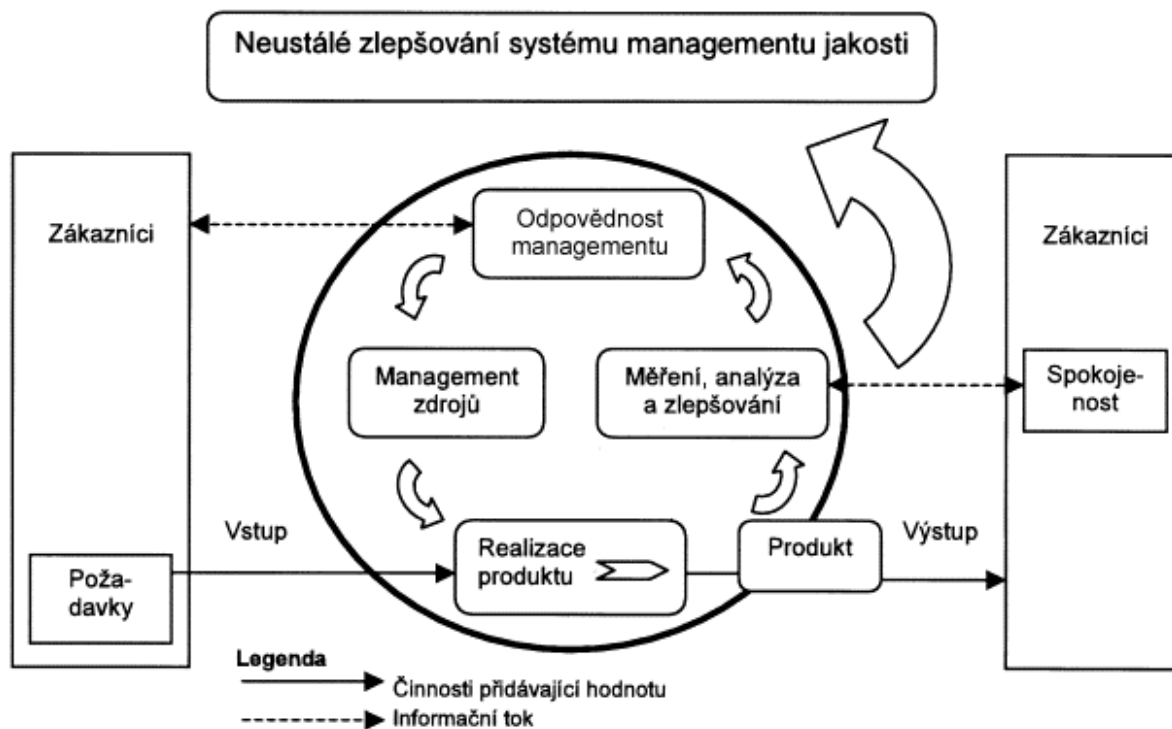 Neustálé zlepšování systému managementu jakosti
Zákazníci
Odpovědnost
managementu
Zákazníci
Management
zdrojů
Měření, analýza
a zlepšování
Spokoje-
nost
Vstup
Realizace
produktu
Produkt
Výstup
Poža-
davky
Legenda
Činnosti přidávající hodnotu
Informační tok